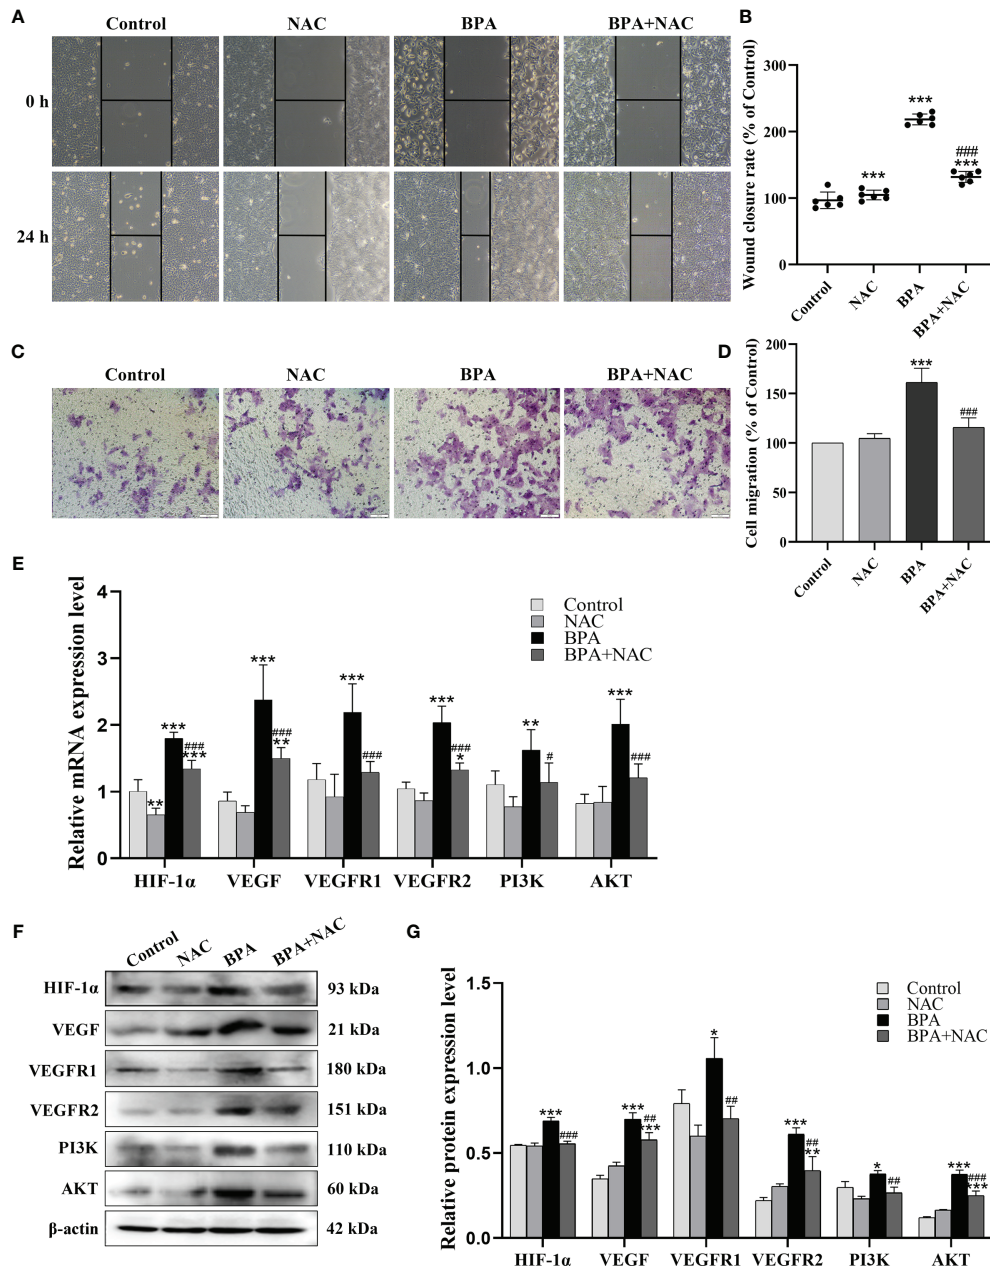 A
Control NAC BPA BPA+NAC
0 h
24 h
B
Wound closure rate (% of Control)
300
200
100
0
***
***
###
***
Control NAC BPA BPA+NAC
C
Control NAC BPA BPA+NAC
D
Cell migration (% of Control)
200
150
100
50
0
***
###
Control NAC BPA BPA+NAC
E
Relative mRNA expression level
4
3
2
1
0
Control
NAC
BPA
BPA+NAC
** *** ### ***
*** ### **
*** ###
*** ### *
** #
*** ###
HIF-1α VEGF VEGFR1 VEGFR2 PI3K AKT
F
Control NAC BPA BPA+NAC
HIF-1α 93 kDa
VEGF 21 kDa
VEGFR1 180 kDa
VEGFR2 151 kDa
PI3K 110 kDa
AKT 60 kDa
β-actin 42 kDa
G
Relative protein expression level
1.5
1.0
0.5
0.0
Control
NAC
BPA
BPA+NAC
*** ###
*** ## ***
* ##
*** ## **
* ##
*** ### ***
HIF-1α VEGF VEGFR1 VEGFR2 PI3K AKT